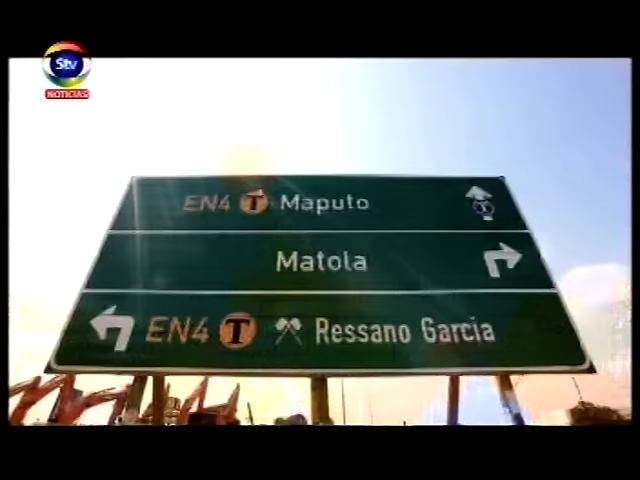 Stv
NOTICIAS
EN4 T Maputo
Matola
EN4 T Ressano Garcia